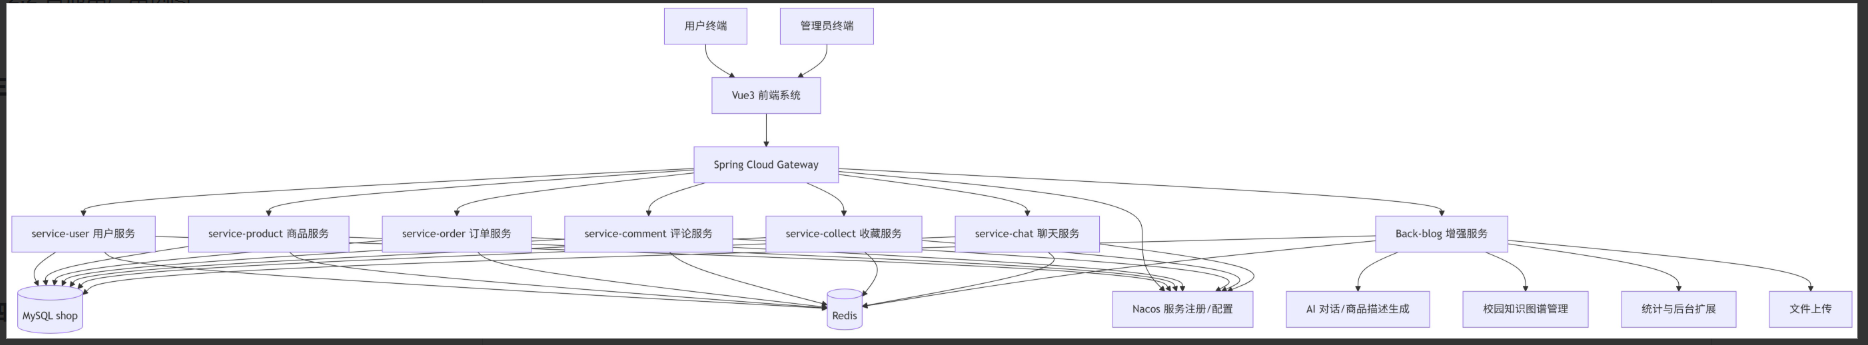 用户终端
管理员终端
Vue3 前端系统
Spring Cloud Gateway
service-user 用户服务
service-product 商品服务
service-order 订单服务
service-comment 评论服务
service-collect 收藏服务
service-chat 聊天服务
Back-blog 增强服务
MySQL shop
Redis
Nacos 服务注册/配置
AI 对话/商品描述生成
校园知识图谱管理
统计与后台扩展
文件上传